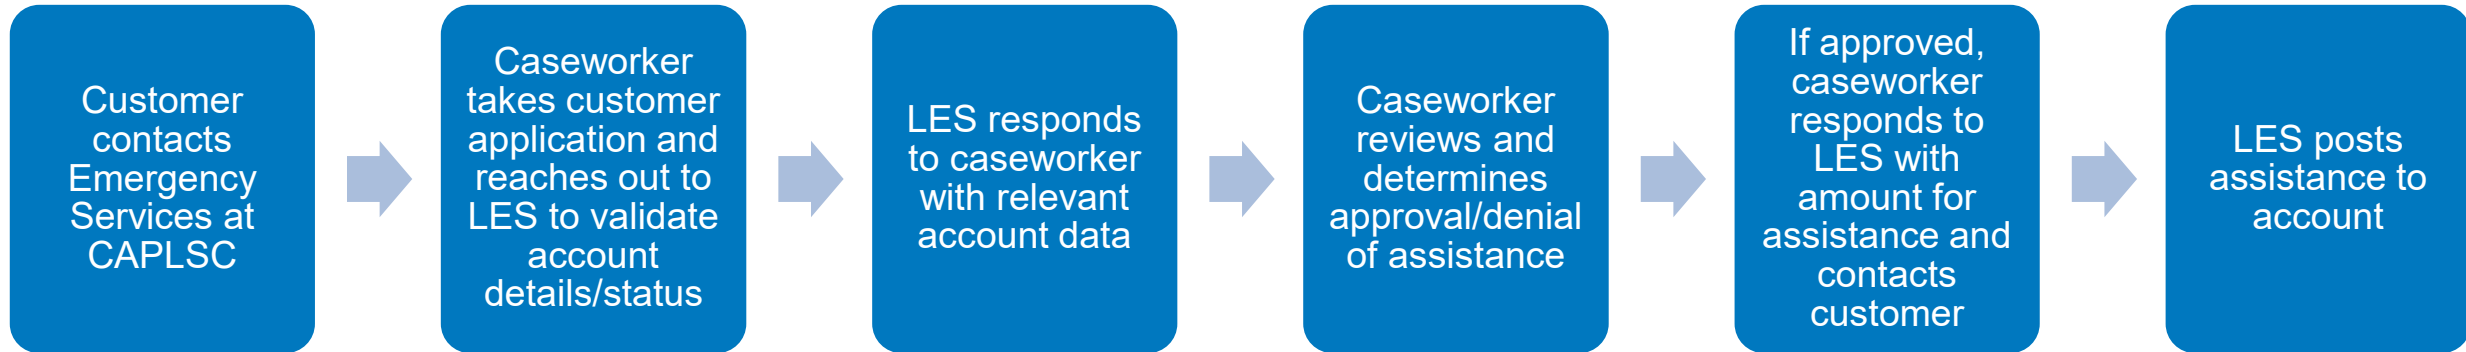 Customer
contacts
Emergency
Services at
CAPLSC
Caseworker
takes customer
application and
reaches out to
LES to validate
account
details/status
LES responds
to caseworker
with relevant
account data
Caseworker
reviews and
determines
approval/denial
of assistance
If approved,
caseworker
responds to
LES with
amount for
assistance and
contacts
customer
LES posts
assistance to
account